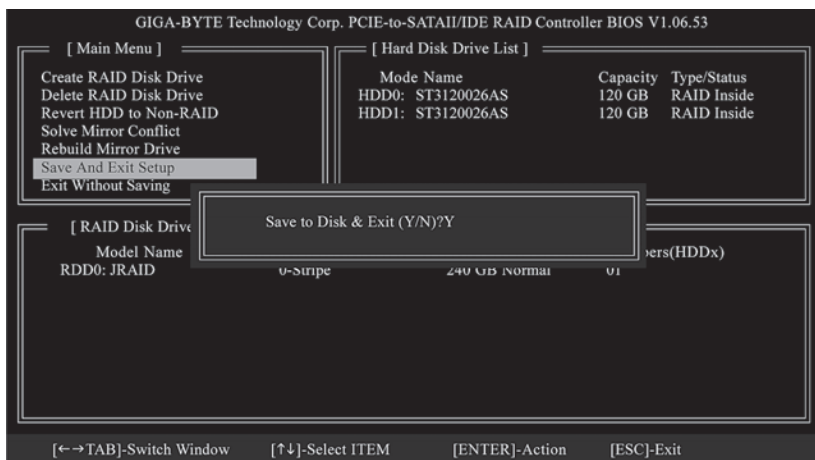 GIGA-BYTE Technology Corp. PCIE-to-SATAII/IDE RAID Controller BIOS V1.06.53
[ Main Menu ]
Create RAID Disk Drive
Delete RAID Disk Drive
Revert HDD to Non-RAID
Solve Mirror Conflict
Rebuild Mirror Drive
Save And Exit Setup
Exit Without Saving
[ Hard Disk Drive List ]
Mode Name Capacity Type/Status
HDD0: ST3120026AS 120 GB RAID Inside
HDD1: ST3120026AS 120 GB RAID Inside
Save to Disk & Exit (Y/N)?Y
[ RAID Disk Drive
Model Name bers(HDDx)
RDD0: JRAID 0-Stripe 240 GB Normal 01
[←→TAB]-Switch Window [↑↓]-Select ITEM [ENTER]-Action [ESC]-Exit